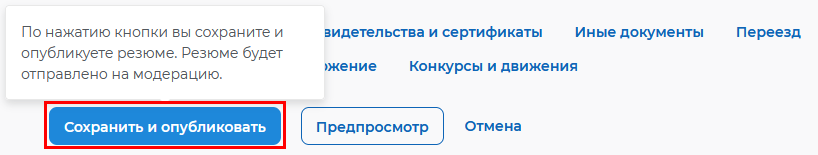 По нажатию кнопки вы сохраните и
опубликуете резюме. Резюме будет
отправлено на модерацию.
видетельства и сертификаты Иные документы Переезд
Конкурсы и движения
Сохранить и опубликовать Предпросмотр Отмена